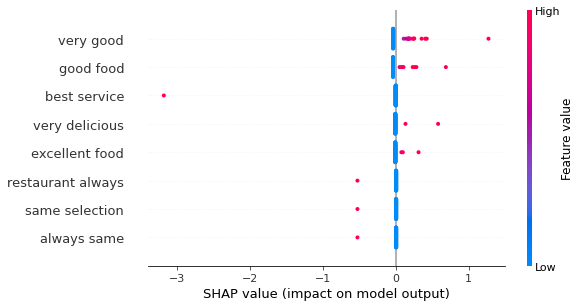 High
very good
good food
best service
very delicious
excellent food
restaurant always
same selection
always same
Low
Feature value
−3 −2 −1 0 1
SHAP value (impact on model output)